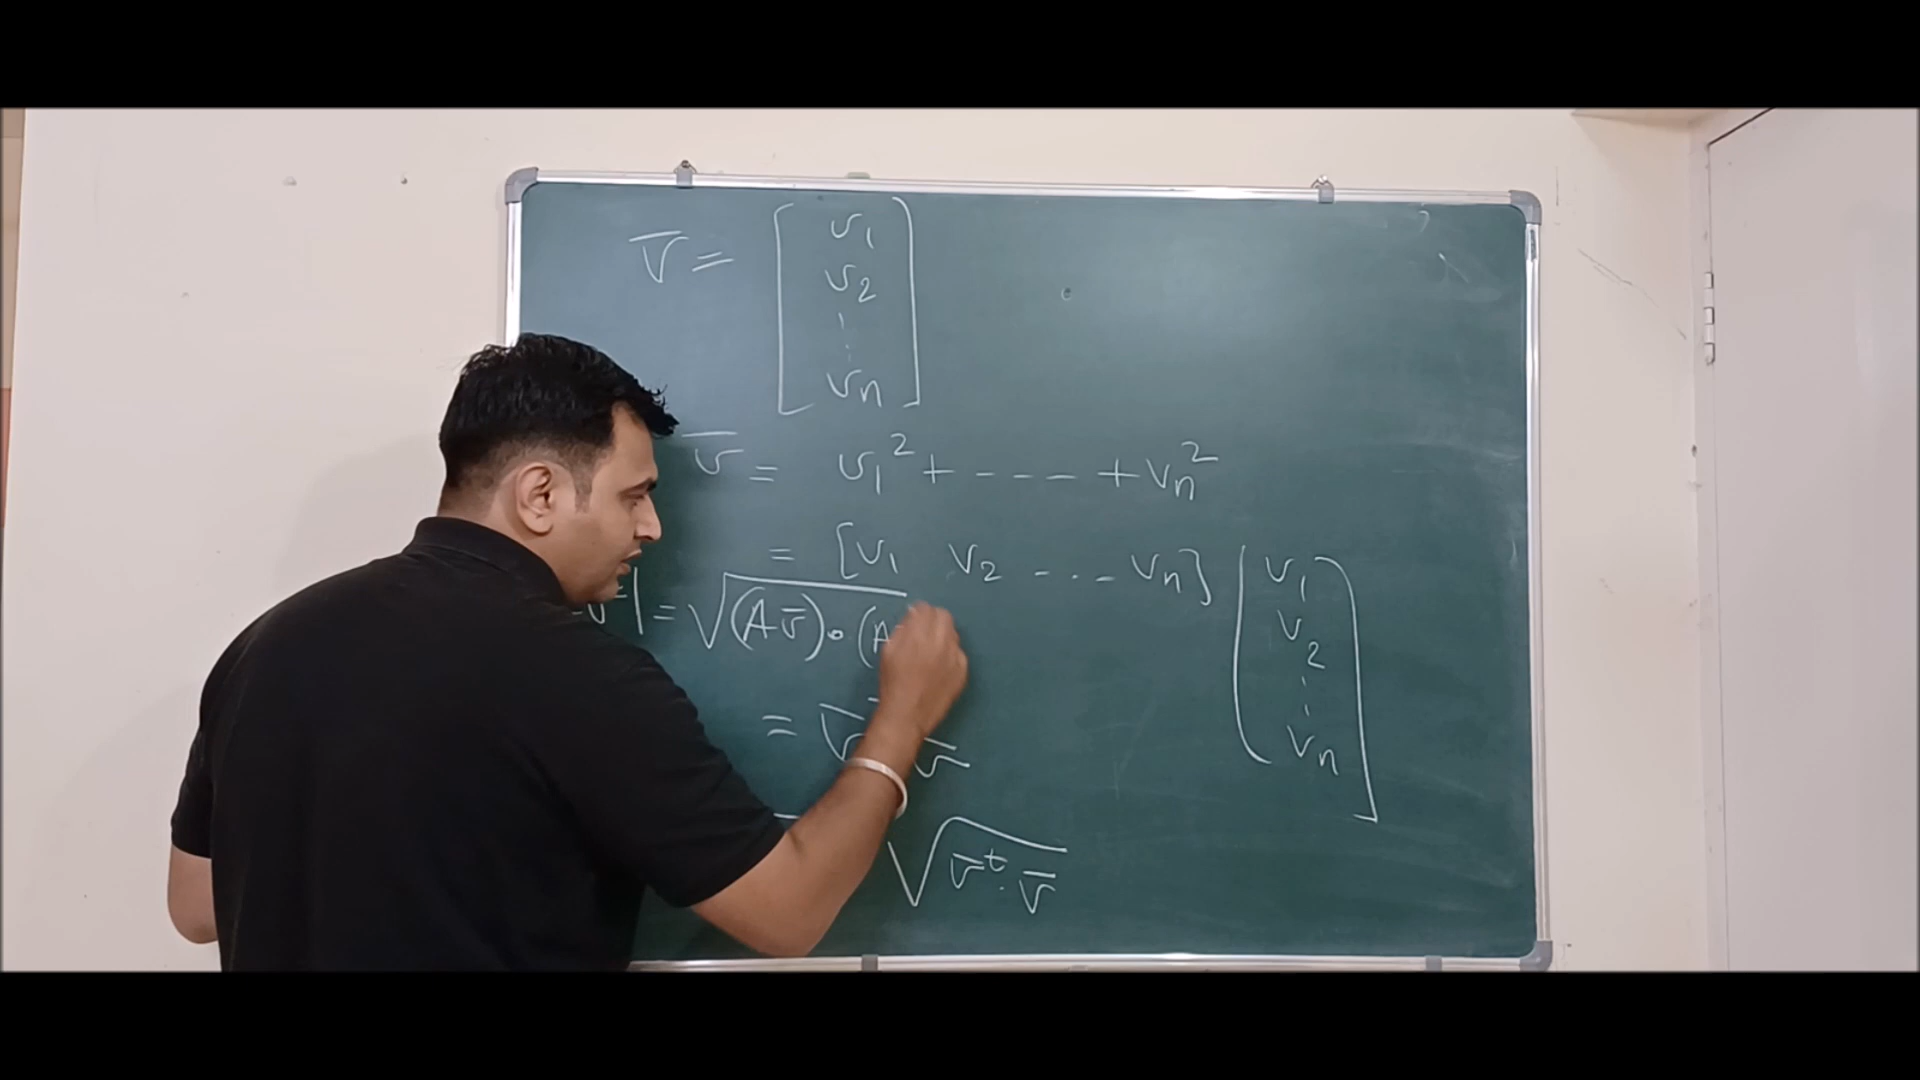 v̅ = [ v₁
v₂
⋮
vₙ ]
v̅ = v₁² + - - - - + vₙ²
= [v₁ v₂ - - - vₙ] [ v₁
v₂
⋮
vₙ ]
| = √(Av̅)•(A
= v̅ v̅
√v̅ᵗ·v̅